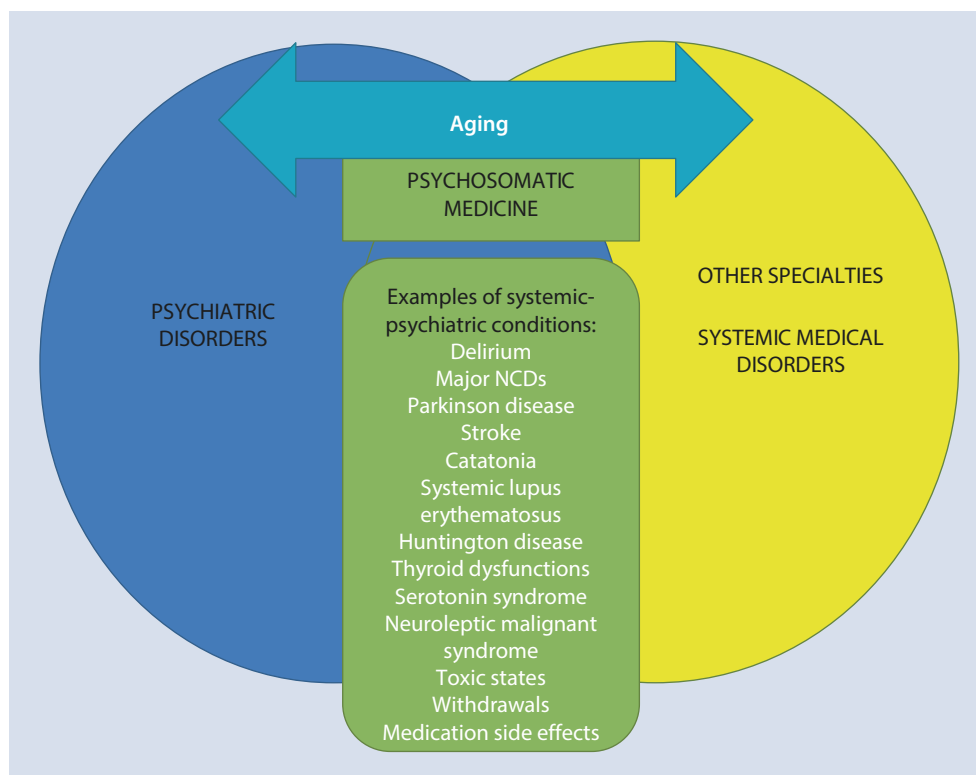 Aging
PSYCHOSOMATIC
MEDICINE
PSYCHIATRIC
DISORDERS
Examples of systemic-
psychiatric conditions:
Delirium
Major NCDs
Parkinson disease
Stroke
Catatonia
Systemic lupus
erythematosus
Huntington disease
Thyroid dysfunctions
Serotonin syndrome
Neuroleptic malignant
syndrome
Toxic states
Withdrawals
Medication side effects
OTHER SPECIALTIES
SYSTEMIC MEDICAL
DISORDERS